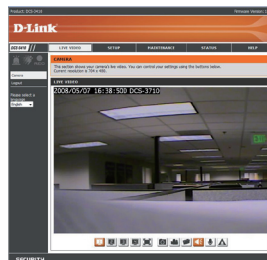 Product: DCS-3410
Firmware Version:
D-Link
DCS-3410
LIVE VIDEO
SETUP
MAINTENANCE
STATUS
HELP
Camera
Logout
Please select a
English
CAMERA
This section shows your camera's live video. You can control your settings using the buttons below.
Current resolution is 704 x 480.
LIVE VIDEO
2008/05/07 16:38:500 DCS-3710
SECURITY